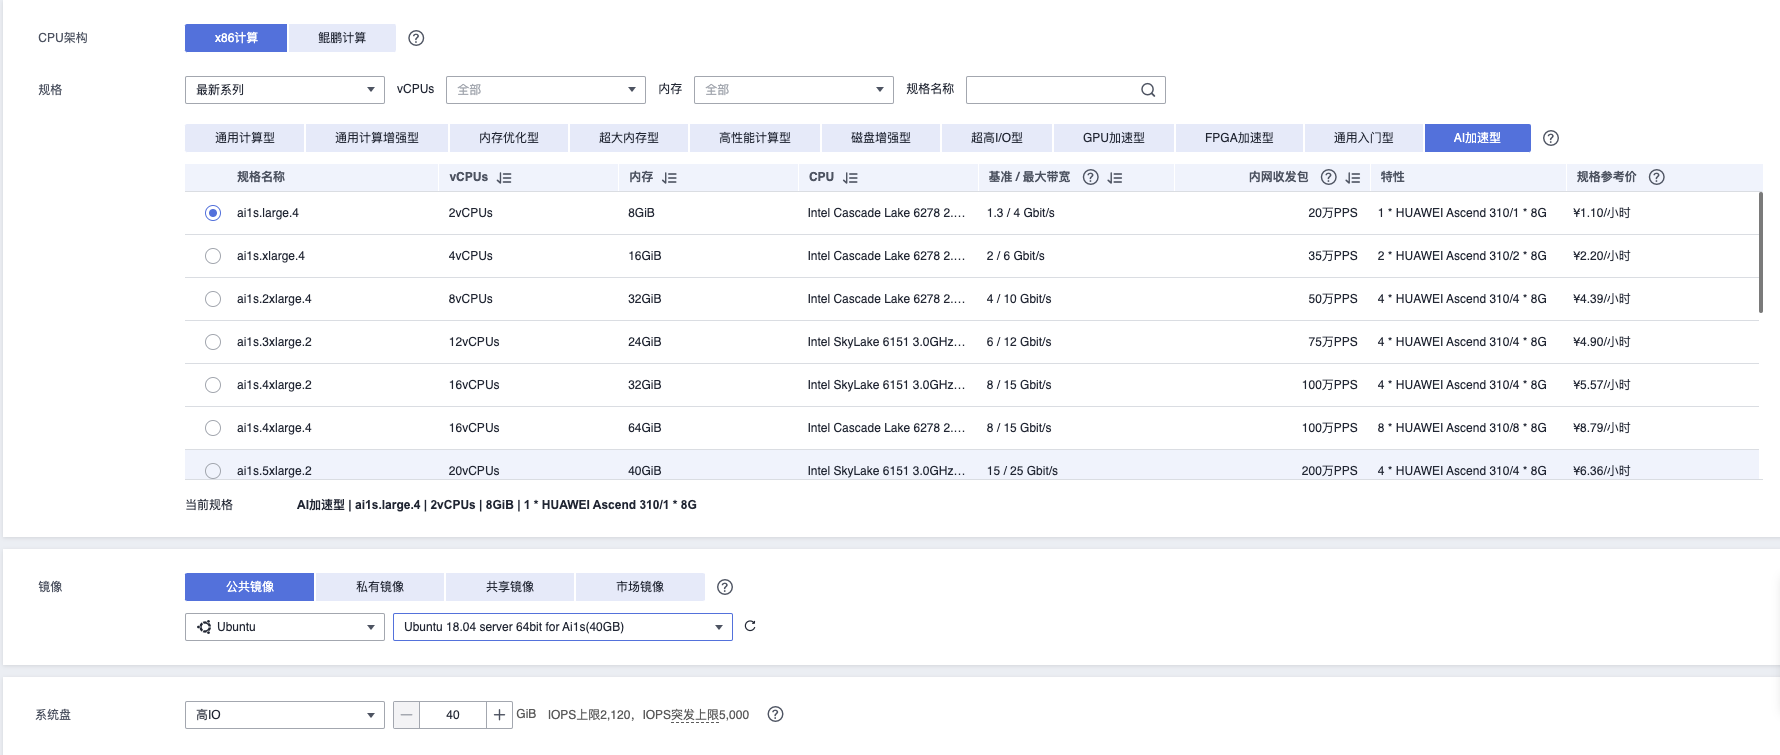 CPU架构 x86计算 鲲鹏计算
规格 最新系列 vCPUs 全部 内存 全部 规格名称
通用计算型 通用计算增强型 内存优化型 超大内存型 高性能计算型 磁盘增强型 超高I/O型 GPU加速型 FPGA加速型 通用入门型 AI加速型
规格名称 vCPUs 内存 CPU 基准 / 最大带宽 内网收发包 特性 规格参考价
ai1s.large.4 2vCPUs 8GiB Intel Cascade Lake 6278 2.... 1.3 / 4 Gbit/s 20万PPS 1 * HUAWEI Ascend 310/1 * 8G ¥1.10/小时
ai1s.xlarge.4 4vCPUs 16GiB Intel Cascade Lake 6278 2.... 2 / 6 Gbit/s 35万PPS 2 * HUAWEI Ascend 310/2 * 8G ¥2.20/小时
ai1s.2xlarge.4 8vCPUs 32GiB Intel Cascade Lake 6278 2.... 4 / 10 Gbit/s 50万PPS 4 * HUAWEI Ascend 310/4 * 8G ¥4.39/小时
ai1s.3xlarge.2 12vCPUs 24GiB Intel SkyLake 6151 3.0GHz... 6 / 12 Gbit/s 75万PPS 4 * HUAWEI Ascend 310/4 * 8G ¥4.90/小时
ai1s.4xlarge.2 16vCPUs 32GiB Intel SkyLake 6151 3.0GHz... 8 / 15 Gbit/s 100万PPS 4 * HUAWEI Ascend 310/4 * 8G ¥5.57/小时
ai1s.4xlarge.4 16vCPUs 64GiB Intel Cascade Lake 6278 2.... 8 / 15 Gbit/s 100万PPS 8 * HUAWEI Ascend 310/8 * 8G ¥8.79/小时
ai1s.5xlarge.2 20vCPUs 40GiB Intel SkyLake 6151 3.0GHz... 15 / 25 Gbit/s 200万PPS 4 * HUAWEI Ascend 310/4 * 8G ¥6.36/小时
当前规格 AI加速型 | ai1s.large.4 | 2vCPUs | 8GiB | 1 * HUAWEI Ascend 310/1 * 8G
镜像 公共镜像 私有镜像 共享镜像 市场镜像
Ubuntu Ubuntu 18.04 server 64bit for Ai1s(40GB)
系统盘 高IO 40 GiB IOPS上限2,120，IOPS突发上限5,000